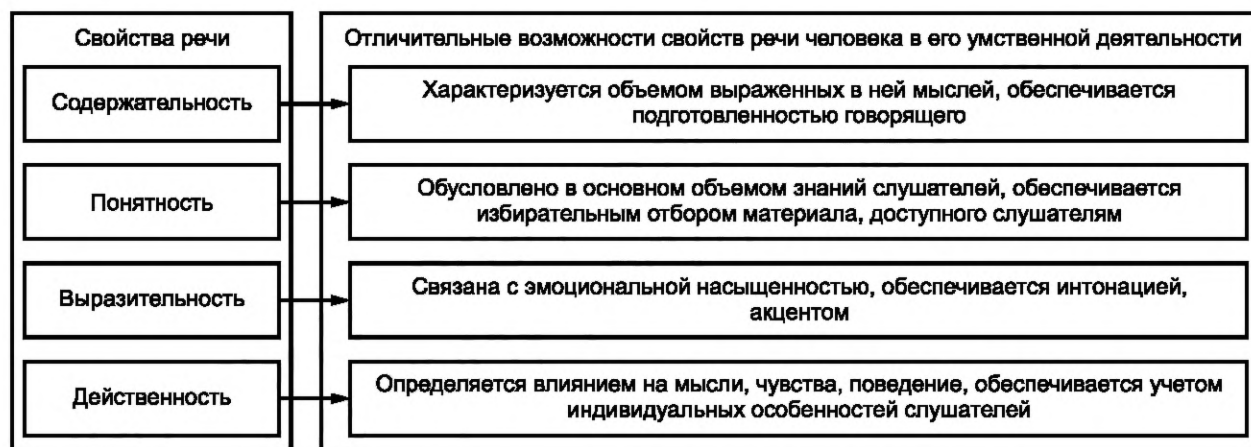 Свойства речи
Отличительные возможности свойств речи человека в его умственной деятельности
Содержательность
Характеризуется объемом выраженных в ней мыслей, обеспечивается
подготовленностью говорящего
Понятность
Обусловлено в основном объемом знаний слушателей, обеспечивается
избирательным отбором материала, доступного слушателям
Выразительность
Связана с эмоциональной насыщенностью, обеспечивается интонацией,
акцентом
Действенность
Определяется влиянием на мысли, чувства, поведение, обеспечивается учетом
индивидуальных особенностей слушателей